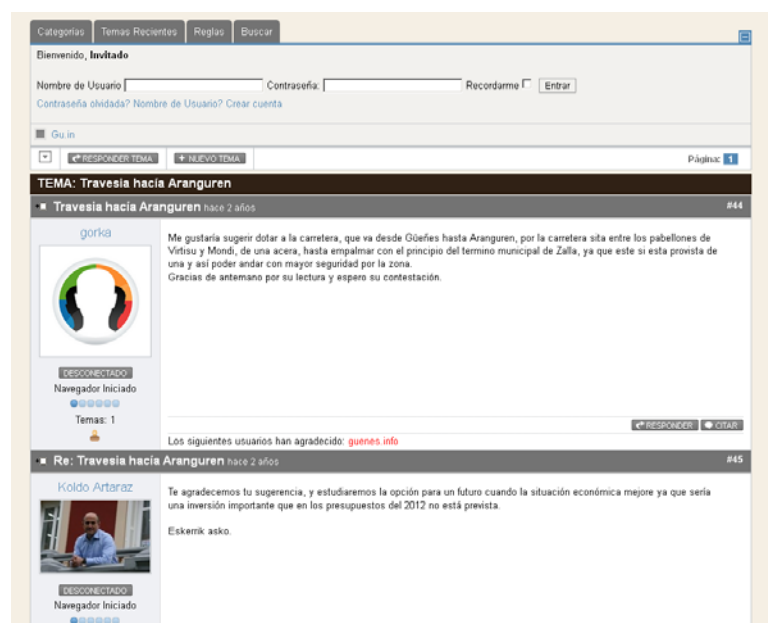 Categorias Temas Recientes Reglas Buscar
Bienvenido, Invitado
Nombre de Usuario Contraseña: Recordarme Entrar
Contraseña olvidada? Nombre de Usuario? Crear cuenta
Gu.in
RESPONDER TEMA + NUEVO TEMA Página: 1
TEMA: Travesia hacía Aranguren
Travesia hacía Aranguren hace 2 años #44
gorka
Me gustaría sugerir dotar a la carretera, que va desde Güeñes hasta Aranguren, por la carretera sita entre los pabellones de
Virtisu y Mondi, de una acera, hasta empalmar con el principio del termino municipal de Zalla, ya que este si esta provista de
una y así poder andar con mayor seguridad por la zona.
Gracias de antemano por su lectura y espero su contestación.
DESCONECTADO
Navegador Iniciado
Temas: 1
RESPONDER CITAR
Los siguientes usuarios han agradecido: guenes.info
Re: Travesia hacía Aranguren hace 2 años #45
Koldo Artaraz
Te agradecemos tu sugerencia, y estudiaremos la opción para un futuro cuando la situación económica mejore ya que sería
una inversión importante que en los presupuestos del 2012 no está prevista.
Eskerrik asko.
DESCONECTADO
Navegador Iniciado